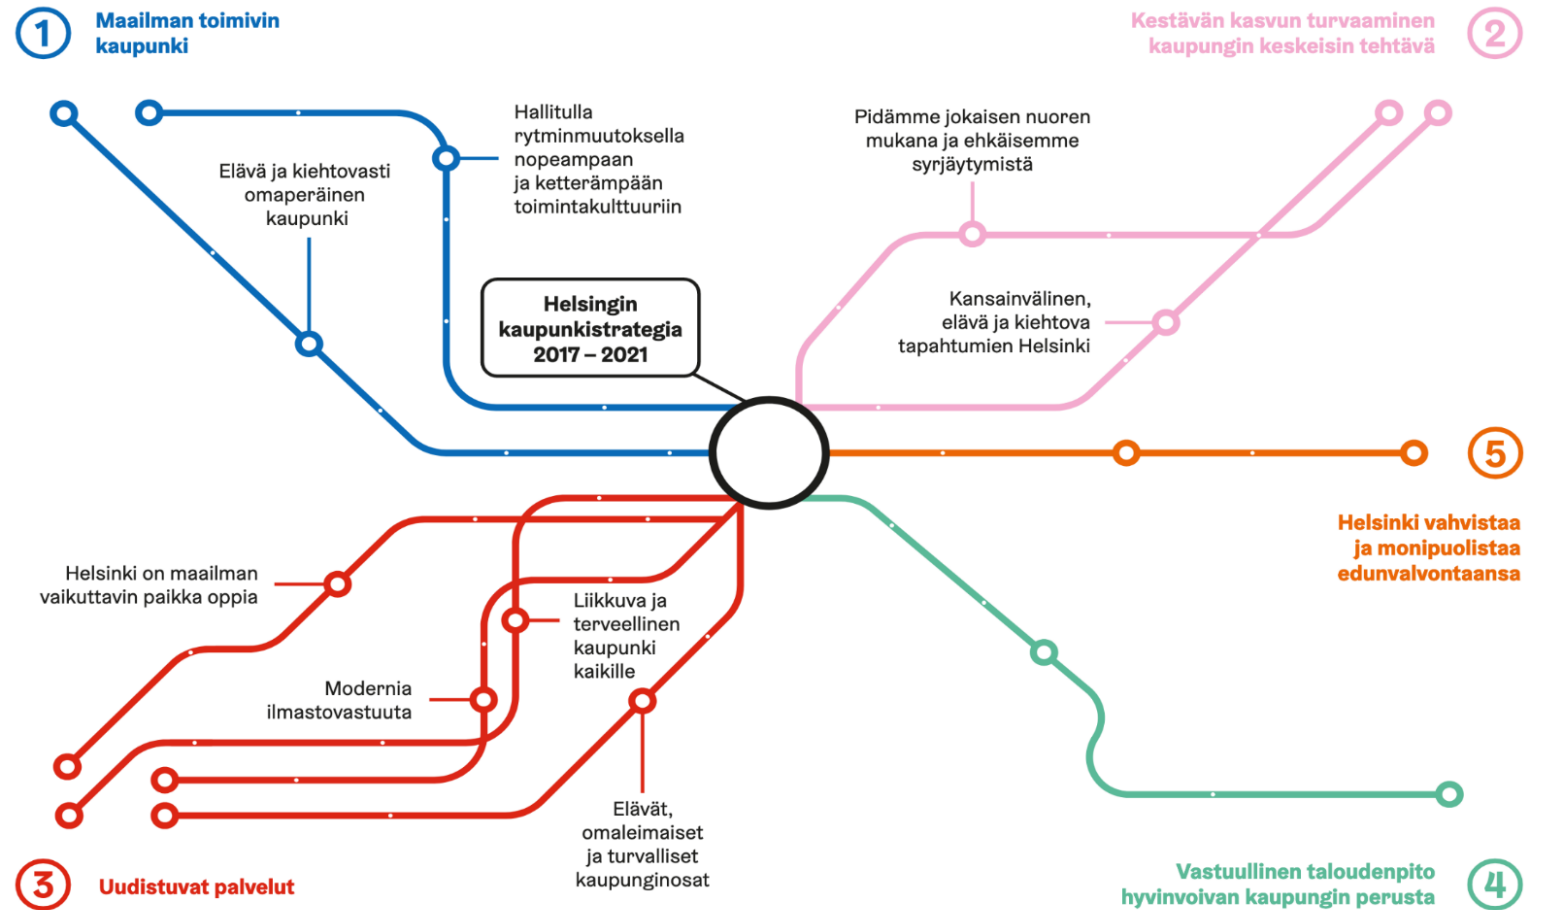 1
Maailman toimivin
kaupunki
Kestävän kasvun turvaaminen
kaupungin keskeisin tehtävä
2
Elävä ja kiehtovasti
omaperäinen
kaupunki
Hallitulla
rytminmuutoksella
nopeampaan
ja ketterämpään
toimintakulttuuriin
Pidämme jokaisen nuoren
mukana ja ehkäisemme
syrjäytymistä
Helsingin
kaupunkistrategia
2017 – 2021
Kansainvälinen,
elävä ja kiehtova
tapahtumien Helsinki
5
Helsinki vahvistaa
ja monipuolistaa
edunvalvontaansa
Helsinki on maailman
vaikuttavin paikka oppia
Liikkuva ja
terveellinen
kaupunki
kaikille
Modernia
ilmastovastuuta
Elävät,
omaleimaiset
ja turvalliset
kaupunginosat
3
Uudistuvat palvelut
Vastuullinen taloudenpito
hyvinvoivan kaupungin perusta
4